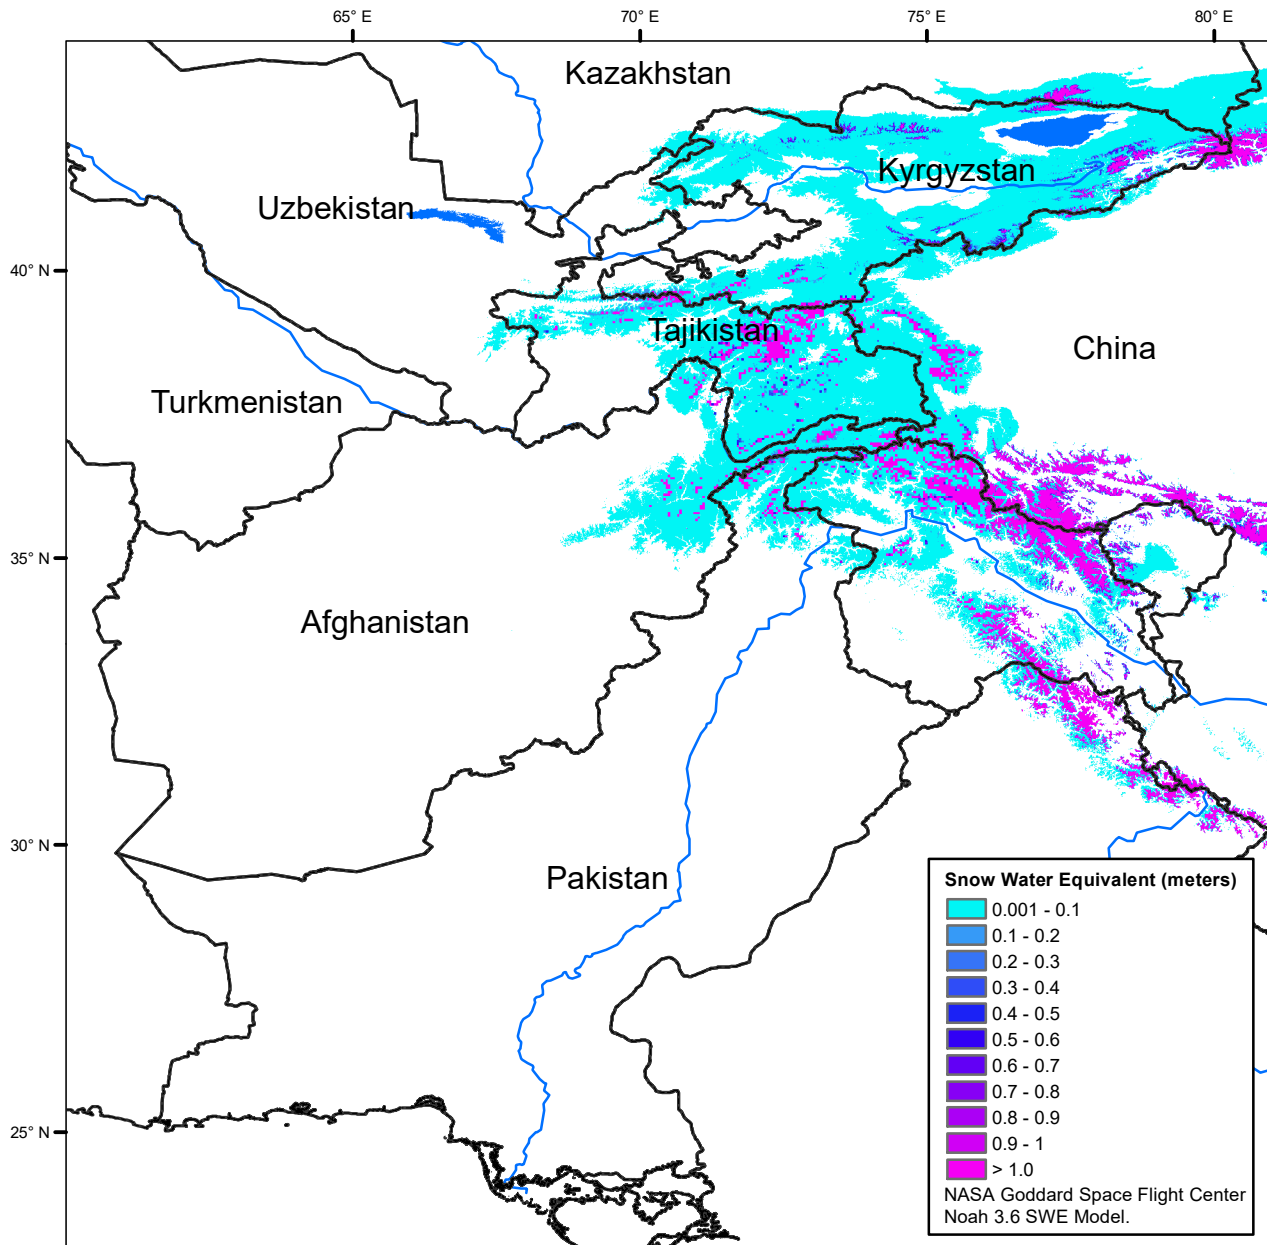 65° E
70° E
75° E
80° E
Kazakhstan
Kyrgyzstan
Uzbekistan
40° N
Tajikistan
China
Turkmenistan
35° N
Afghanistan
30° N
Pakistan
25° N
Snow Water Equivalent (meters)
0.001 - 0.1
0.1 - 0.2
0.2 - 0.3
0.3 - 0.4
0.4 - 0.5
0.5 - 0.6
0.6 - 0.7
0.7 - 0.8
0.8 - 0.9
0.9 - 1
> 1.0
NASA Goddard Space Flight Center
Noah 3.6 SWE Model.